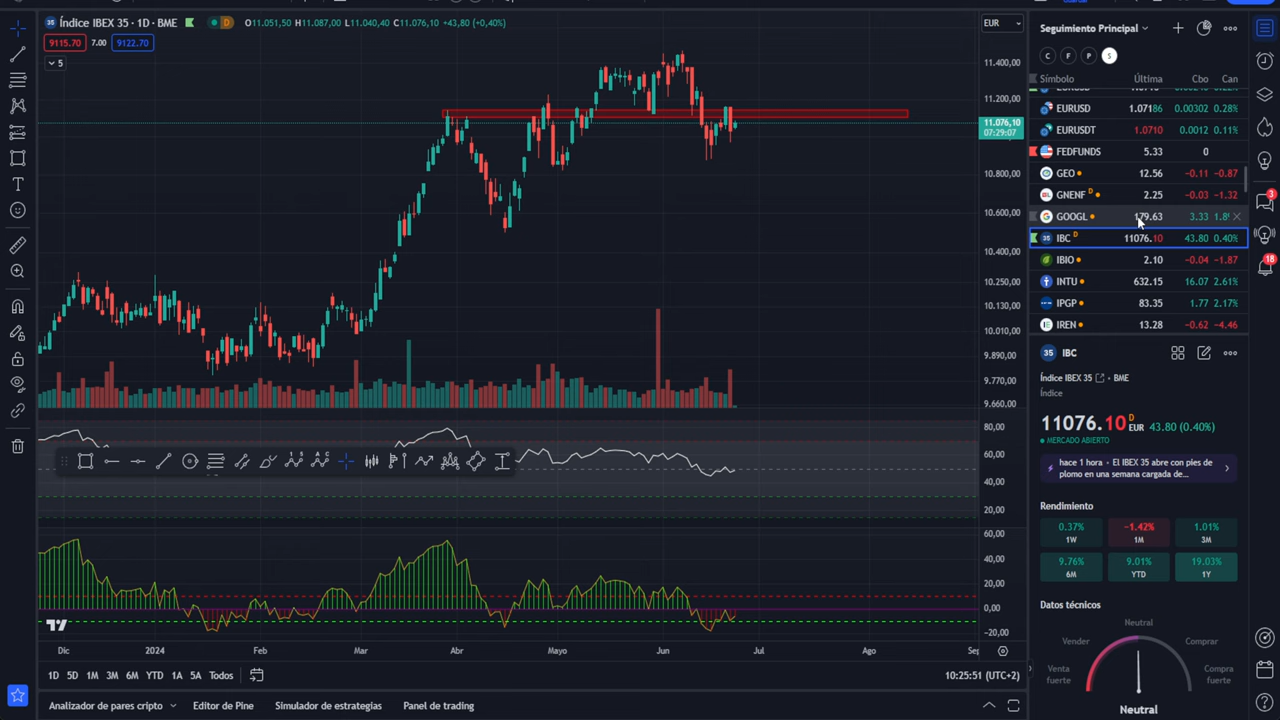 Índice IBEX 35 · 1D · BME D O11.051,50 H11.087,00 L11.040,40 C11.076,10 +43,80 (+0,40%)
9115.70 7.00 9122.70
5
EUR
11.400,00
11.200,00
11.076,10
07:29:07
10.800,00
10.600,00
10.400,00
10.250,00
10.130,00
10.010,00
9.890,00
9.770,00
9.660,00
80,00
60,00
40,00
20,00
60,00
40,00
20,00
0,00
−20,00
Dic 2024 Feb Mar Abr Mayo Jun Jul Ago
1D 5D 1M 3M 6M YTD 1A 5A Todos
10:25:51 (UTC+2)
Analizador de pares cripto Editor de Pine Simulador de estrategias Panel de trading
Seguimiento Principal
C F P S
Símbolo Última Cbo Can
EURUSD 1.07186 0.00302 0.28%
EURUSDT 1.0710 0.0012 0.11%
FEDFUNDS 5.33 0
GEO 12.56 −0.11 −0.87
GNENF D 2.25 −0.03 −1.32
GOOGL 179.63 3.33
IBC D 11076.10 43.80 0.40%
IBIO 2.10 −0.04 −1.87
INTU 632.15 16.07 2.61%
IPGP 83.35 1.77 2.17%
IREN 13.28 −0.62 −4.46
35 IBC
Índice IBEX 35 · BME
Índice
11076.10 D EUR 43.80 (0.40%)
MERCADO ABIERTO
hace 1 hora · El IBEX 35 abre con pies de
plomo en una semana cargada de...
Rendimiento
0.37% −1.42% 1.01%
1W 1M 3M
9.76% 9.01% 19.03%
6M YTD 1Y
Datos técnicos
Neutral
Vender Comprar
Venta
fuerte
Compra
fuerte
Neutral
3
18